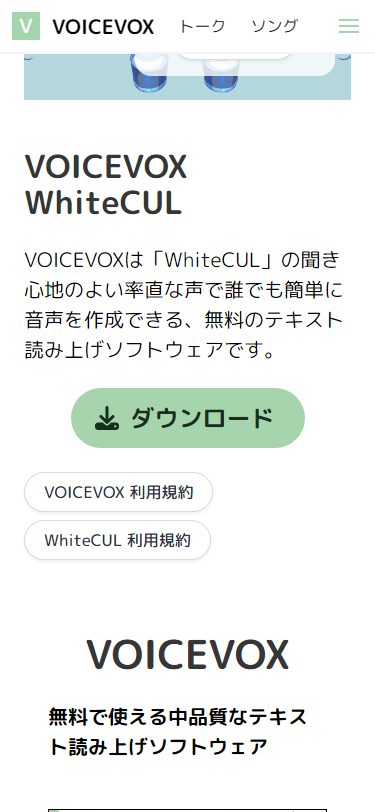 V VOICEVOX トーク ソング
VOICEVOX
WhiteCUL
VOICEVOXは「WhiteCUL」の聞き
心地のよい率直な声で誰でも簡単に
音声を作成できる、無料のテキスト
読み上げソフトウェアです。
ダウンロード
VOICEVOX 利用規約
WhiteCUL 利用規約
VOICEVOX
無料で使える中品質なテキス
ト読み上げソフトウェア